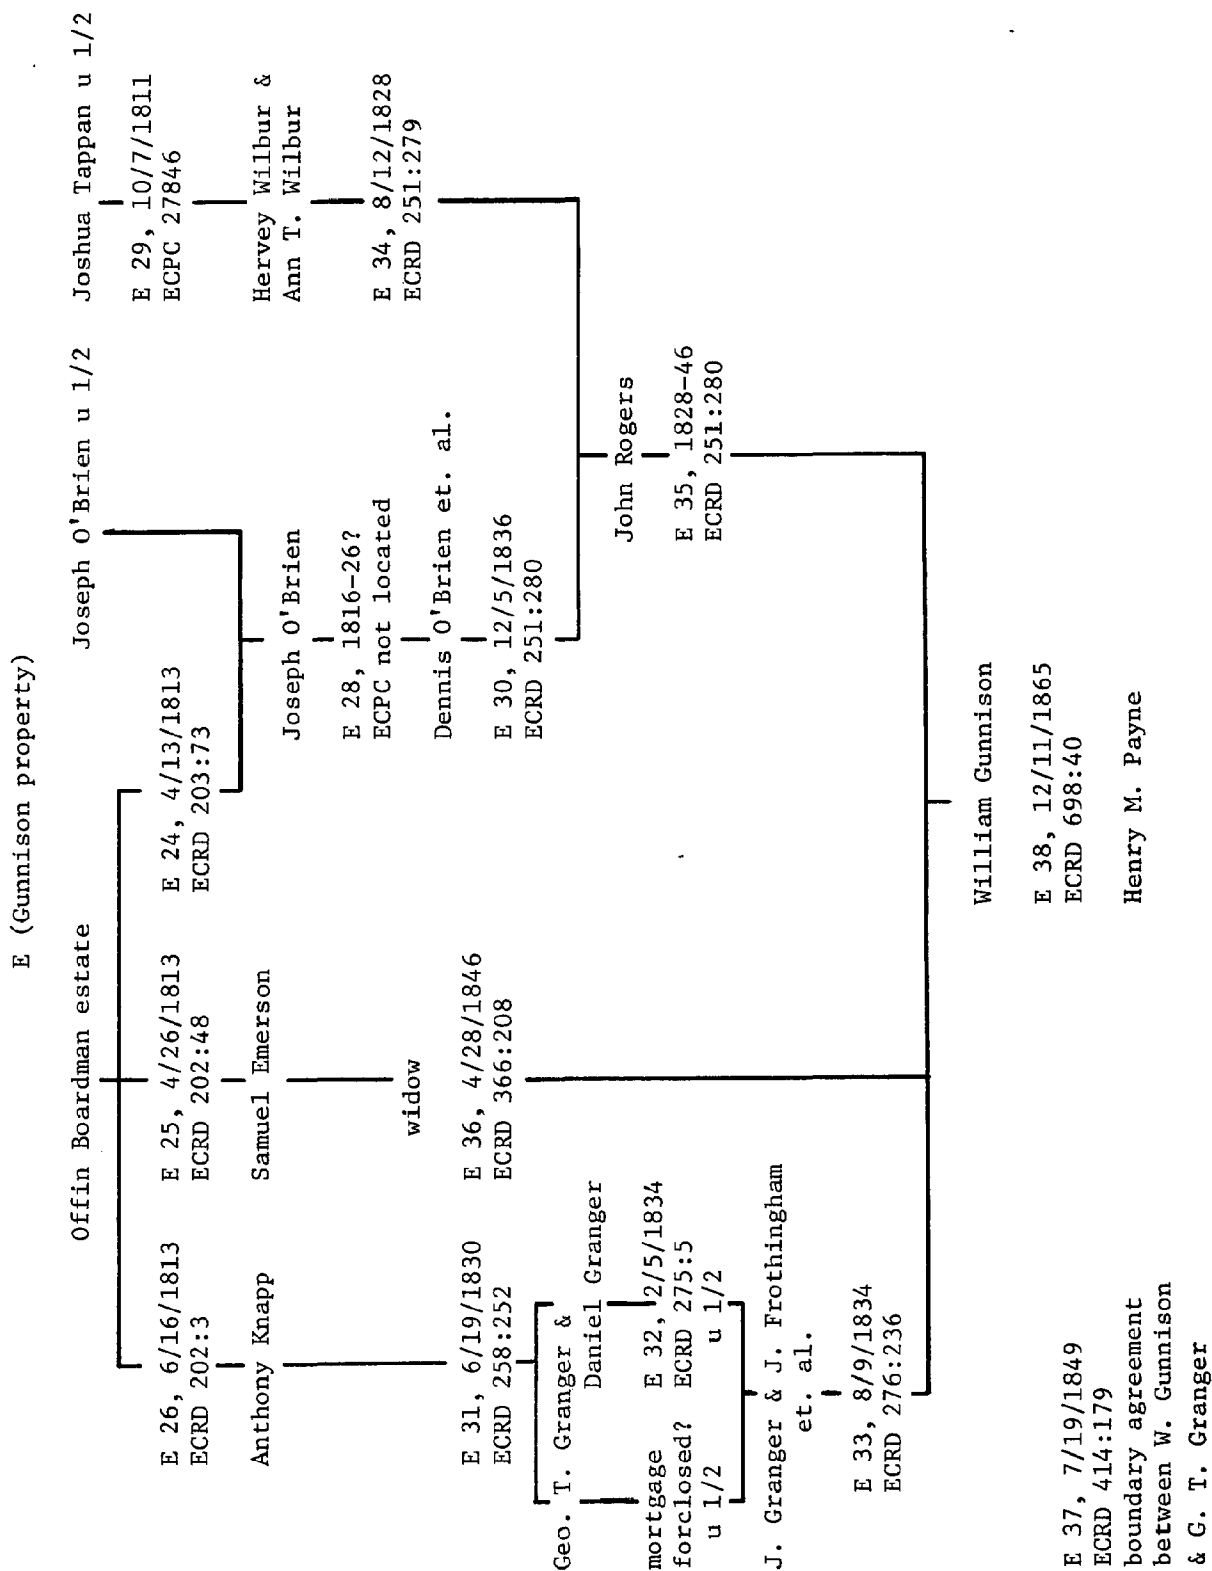 E (Gunnison property)
Offin Boardman estate
Joseph O'Brien u 1/2
Joshua Tappan u 1/2
E 26, 6/16/1813
ECRD 202:3
Anthony Knapp
E 25, 4/26/1813
ECRD 202:48
Samuel Emerson
E 24, 4/13/1813
ECRD 203:73
E 29, 10/7/1811
ECPC 27846
Hervey Wilbur &
Ann T. Wilbur
E 34, 8/12/1828
ECRD 251:279
Joseph O'Brien
E 28, 1816-26?
ECPC not located
Dennis O'Brien et. al.
E 30, 12/5/1836
ECRD 251:280
widow
E 36, 4/28/1846
ECRD 366:208
E 31, 6/19/1830
ECRD 258:252
Geo. T. Granger &
Daniel Granger
mortgage
forclosed?
u 1/2
E 32, 2/5/1834
ECRD 275:5
u 1/2
J. Granger & J. Frothingham
et. al.
E 33, 8/9/1834
ECRD 276:236
John Rogers
E 35, 1828-46
ECRD 251:280
William Gunnison
E 38, 12/11/1865
ECRD 698:40
Henry M. Payne
E 37, 7/19/1849
ECRD 414:179
boundary agreement
between W. Gunnison
& G. T. Granger